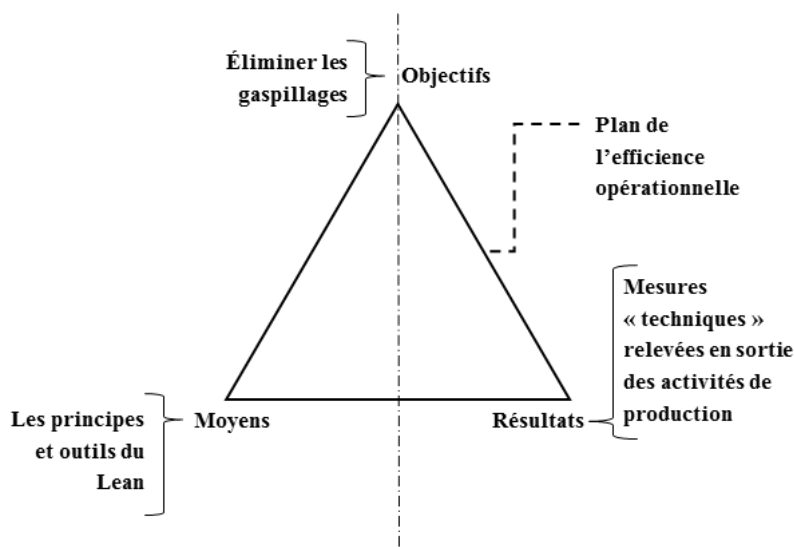 Éliminer les
gaspillages
Objectifs
Plan de
l’efficience
opérationnelle
Mesures
« techniques »
relevées en sortie
des activités de
production
Les principes
et outils du
Lean
Moyens
Résultats